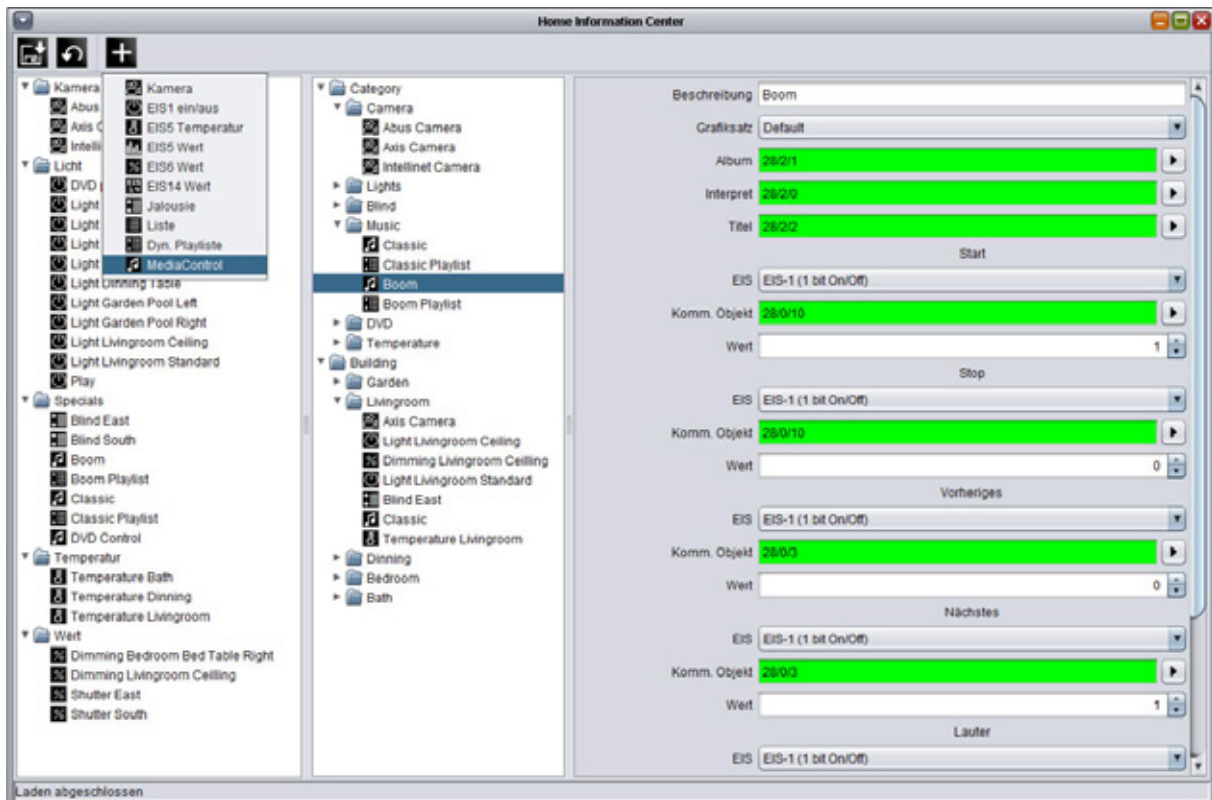 Home Information Center
Kamera
Abus
Axis C
Intelli
Licht
DVD
Light
Light
Light
Light
Light Dinning Table
Light Garden Pool Left
Light Garden Pool Right
Light Livingroom Ceiling
Light Livingroom Standard
Play
Specials
Blind East
Blind South
Boom
Boom Playlist
Classic
Classic Playlist
DVD Control
Temperatur
Temperature Bath
Temperature Dinning
Temperature Livingroom
Wert
Dimming Bedroom Bed Table Right
Dimming Livingroom Ceilling
Shutter East
Shutter South
Kamera
EIS1 ein/aus
EIS5 Temperatur
EIS5 Wert
EIS6 Wert
EIS14 Wert
Jalousie
Liste
Dyn. Playliste
MediaControl
Category
Camera
Abus Camera
Axis Camera
Intellinet Camera
Lights
Blind
Music
Classic
Classic Playlist
Boom
Boom Playlist
DVD
Temperature
Building
Garden
Livingroom
Axis Camera
Light Livingroom Ceiling
Dimming Livingroom Ceilling
Light Livingroom Standard
Blind East
Classic
Temperature Livingroom
Dinning
Bedroom
Bath
Beschreibung Boom
Grafiksatz Default
Album 28/2/1
Interpret 28/2/0
Titel 28/2/2
Start
EIS EIS-1 (1 bit On/Off)
Komm. Objekt 28/0/10
Wert 1
Stop
EIS EIS-1 (1 bit On/Off)
Komm. Objekt 28/0/10
Wert 0
Vorheriges
EIS EIS-1 (1 bit On/Off)
Komm. Objekt 28/0/3
Wert 0
Nächstes
EIS EIS-1 (1 bit On/Off)
Komm. Objekt 28/0/3
Wert 1
Lauter
EIS EIS-1 (1 bit On/Off)
Laden abgeschlossen